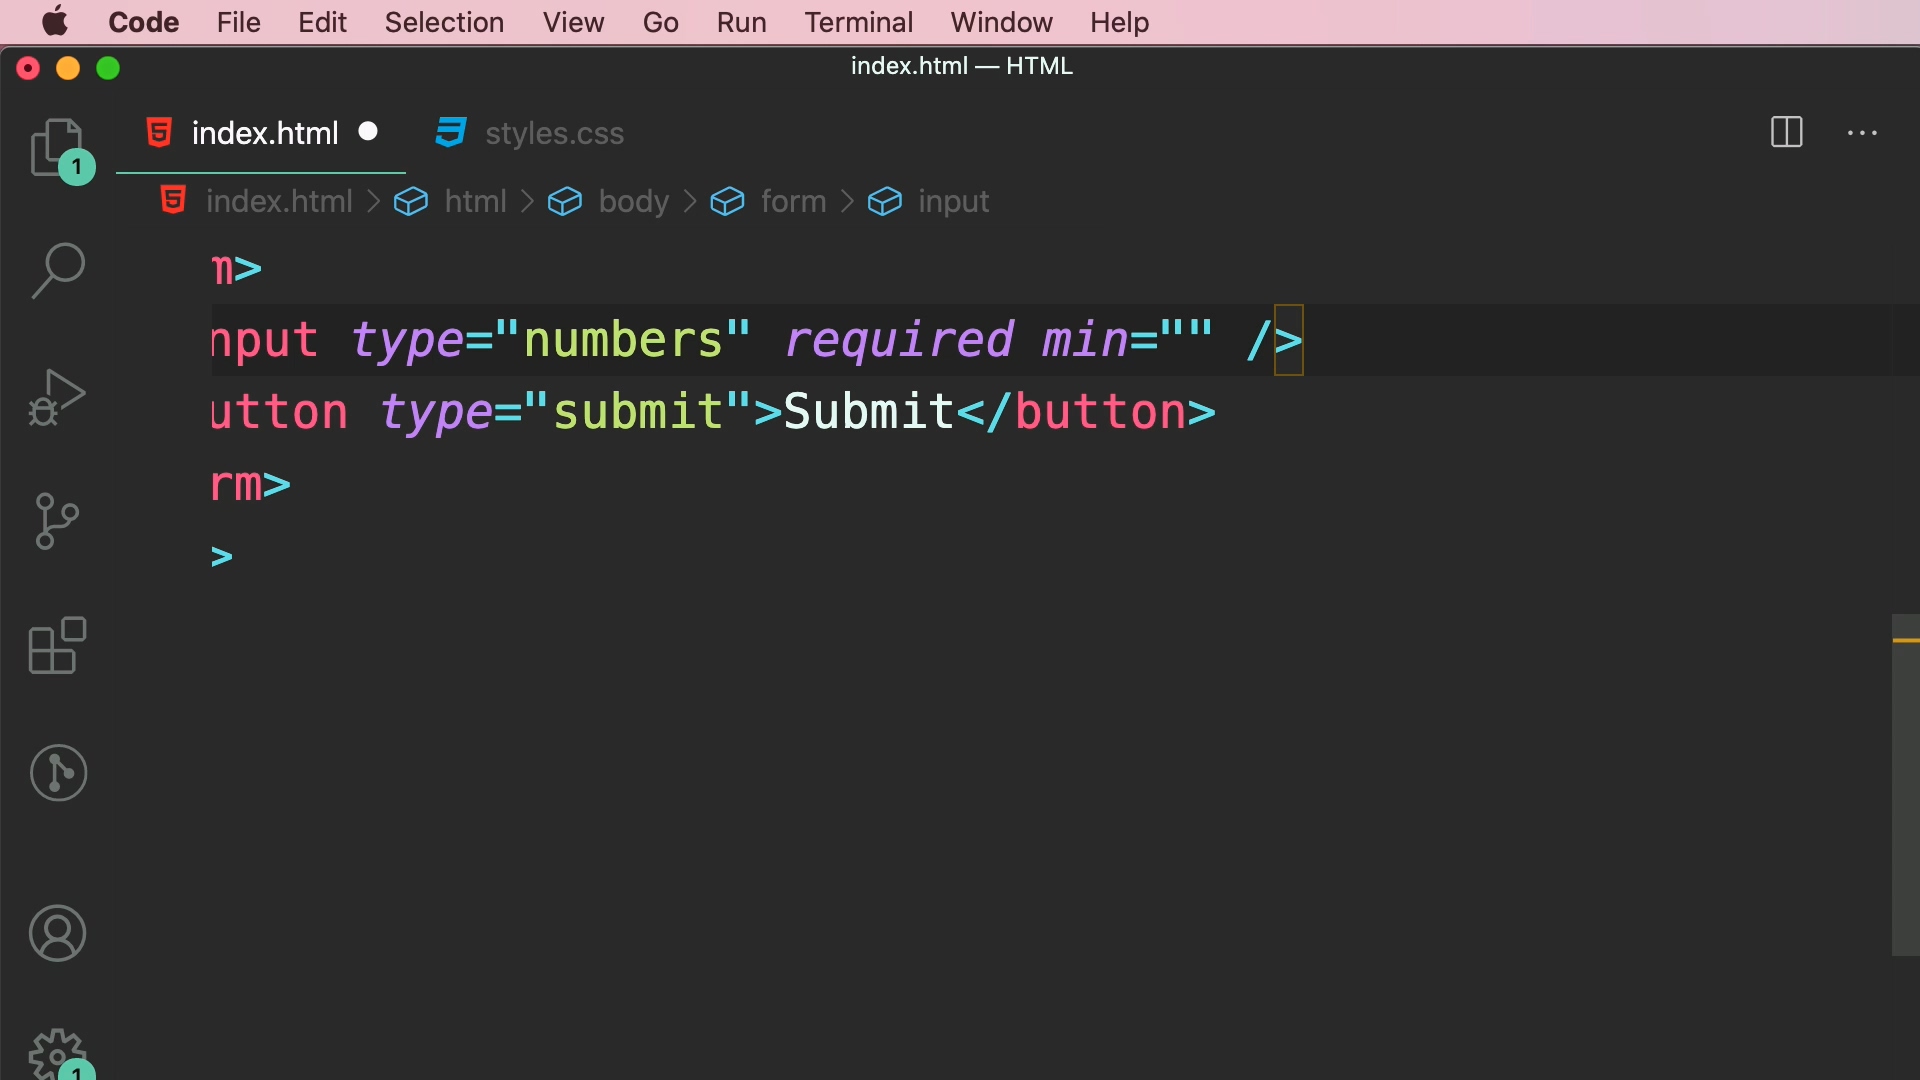 Code File Edit Selection View Go Run Terminal Window Help
index.html — HTML
index.html styles.css
1
index.html > html > body > form > input
m>
nput type="numbers" required min="" />
utton type="submit">Submit</button>
rm>
>
1